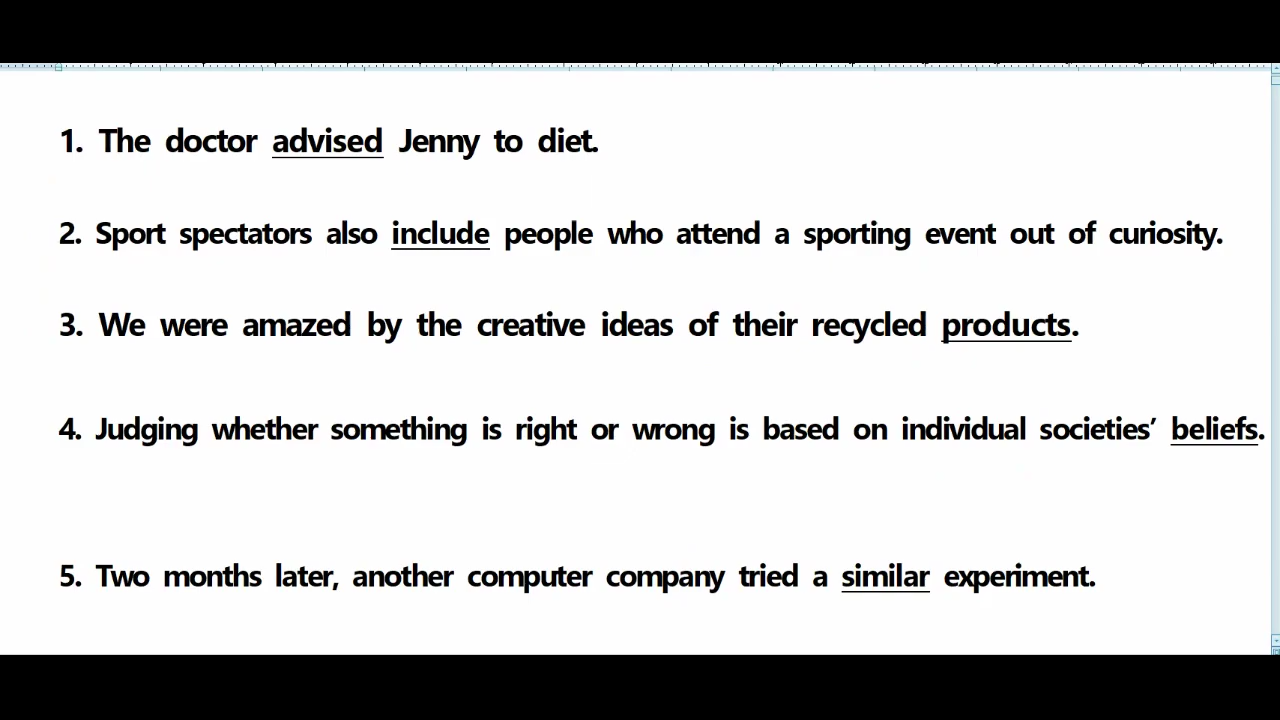 1. The doctor advised Jenny to diet.
2. Sport spectators also include people who attend a sporting event out of curiosity.
3. We were amazed by the creative ideas of their recycled products.
4. Judging whether something is right or wrong is based on individual societies’ beliefs.
5. Two months later, another computer company tried a similar experiment.